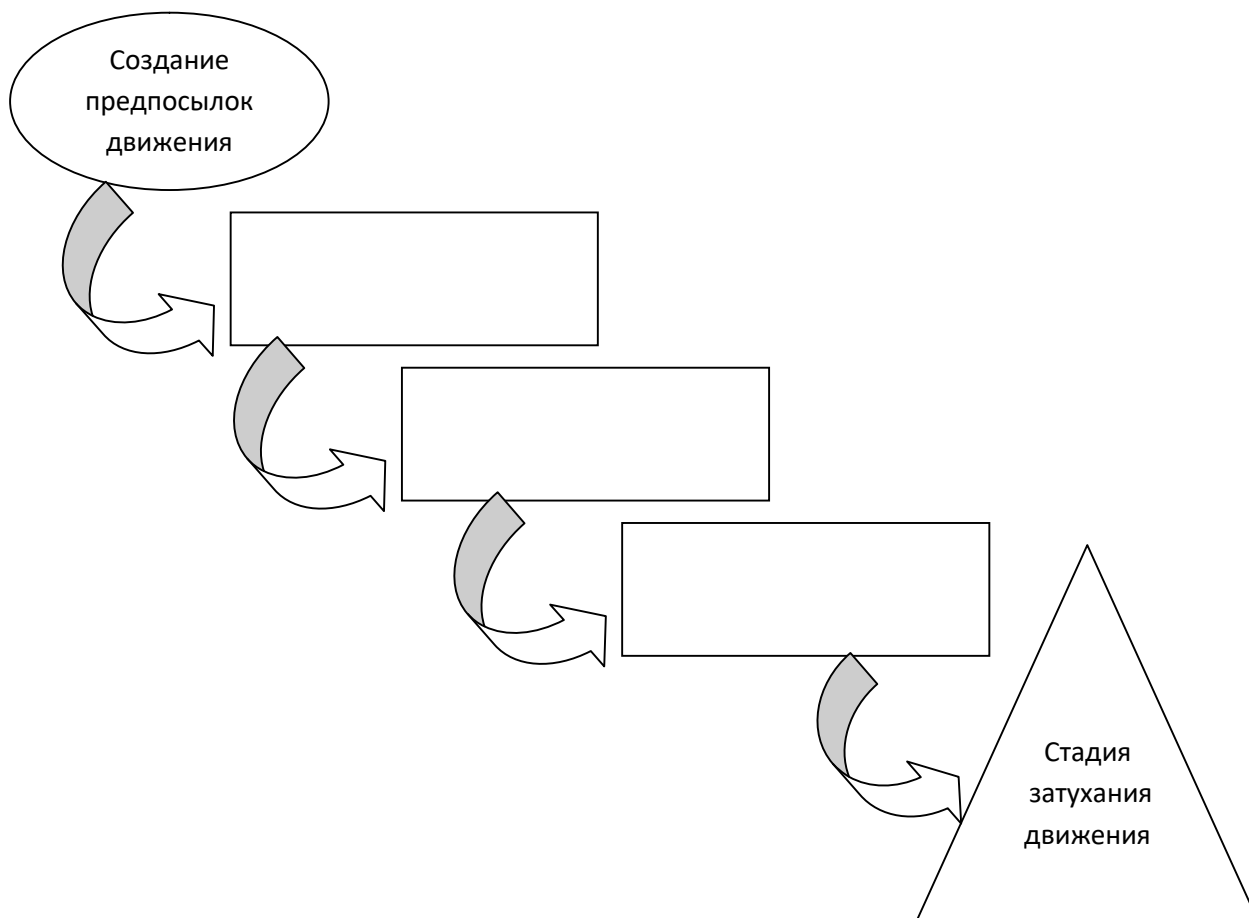 Создание
предпосылок
движения
Стадия
затухания
движения